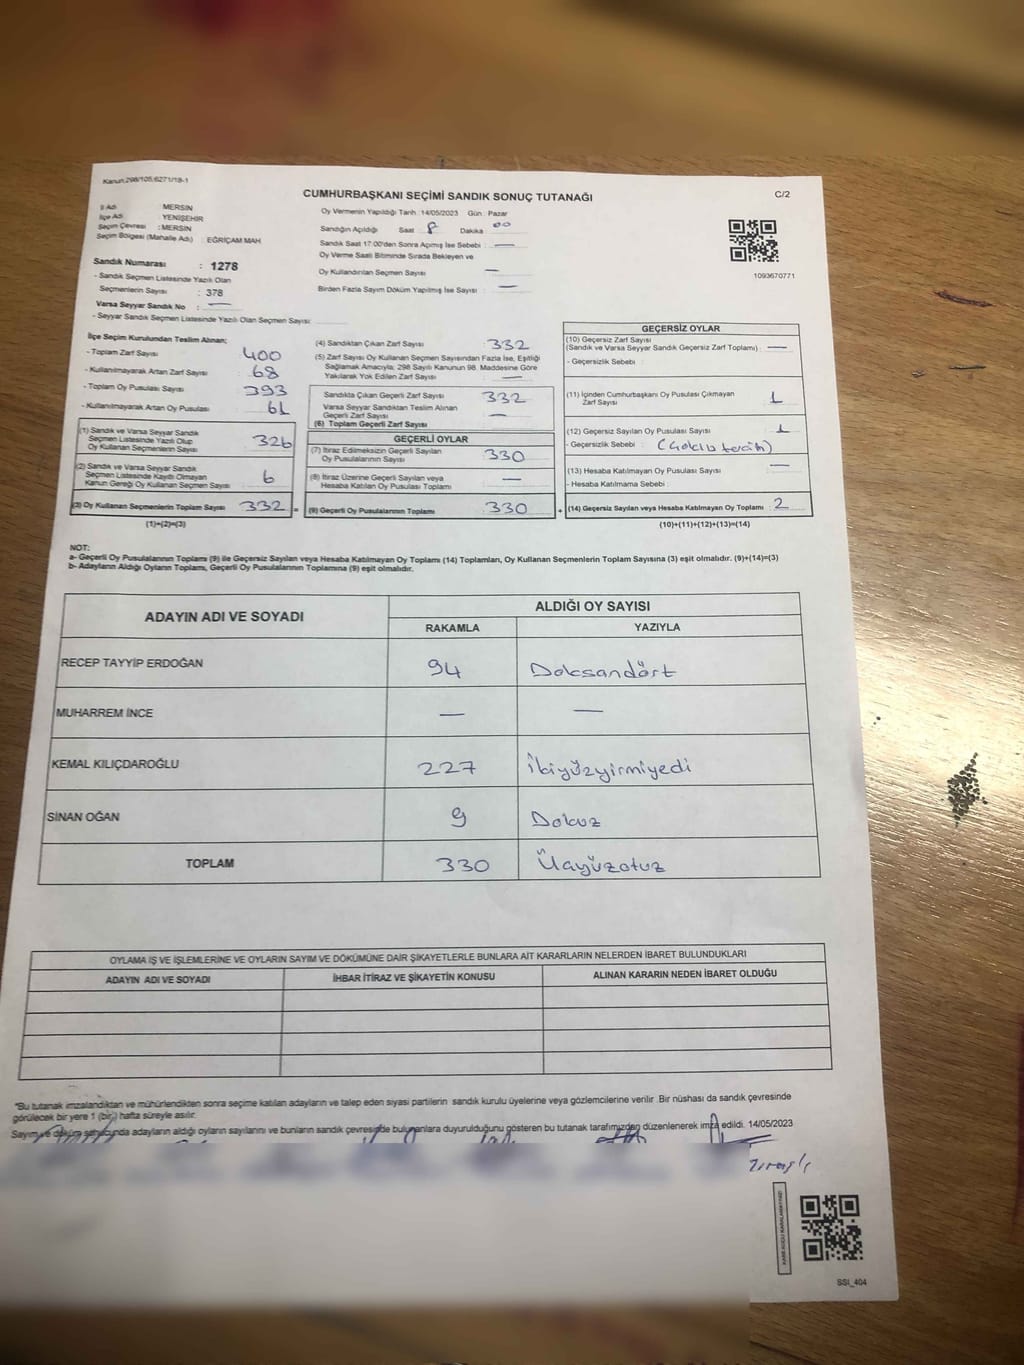 Kanun:298/105;6271/18-1
CUMHURBAŞKANI SEÇİMİ SANDIK SONUÇ TUTANAĞI
C/2
İl Adı : MERSİN
İlçe Adı : YENİŞEHİR
Seçim Çevresi : MERSİN
Seçim Bölgesi (Mahalle Adı) : EĞRİÇAM MAH
Sandık Numarası : 1278
- Sandık Seçmen Listesinde Yazılı Olan
Seçmenlerin Sayısı : 378
Varsa Seyyar Sandık No : —
- Seyyar Sandık Seçmen Listesinde Yazılı Olan Seçmen Sayısı:
Oy Vermenin Yapıldığı Tarih :14/05/2023 Gün : Pazar
Sandığın Açıldığı Saat 8 Dakika 00
Sandık Saat 17:00'den Sonra Açımış İse Sebebi : —
Oy Verme Saati Bitiminde Sırada Bekleyen ve
Oy Kullandırılan Seçmen Sayısı —
Birden Fazla Sayım Döküm Yapılmış İse Sayısı : —
1093670771
İlçe Seçim Kurulundan Teslim Alınan;
- Toplam Zarf Sayısı 400
- Kullanılmayarak Artan Zarf Sayısı : 68
- Toplam Oy Pusulası Sayısı 393
- Kullanılmayarak Artan Oy Pusulası 61
(1) Sandık ve Varsa Seyyar Sandık
Seçmen Listesinde Yazılı Olup
Oy Kullanan Seçmenlerin Sayısı 326
(2) Sandık ve Varsa Seyyar Sandık
Seçmen Listesinde Kayıtlı Olmayan
Kanun Gereği Oy Kullanan Seçmen Sayısı : 6
(3) Oy Kullanan Seçmenlerin Toplam Sayısı 332 =
(1)+(2)=(3)
(4) Sandıktan Çıkan Zarf Sayısı 332
(5) Zarf Sayısı Oy Kullanan Seçmen Sayısından Fazla İse, Eşitliği
Sağlamak Amacıyla; 298 Sayılı Kanunun 98. Maddesine Göre
Yakılarak Yok Edilen Zarf Sayısı —
Sandıkta Çıkan Geçerli Zarf Sayısı : 332
Varsa Seyyar Sandıktan Teslim Alınan
Geçerli Zarf Sayısı —
(6) Toplam Geçerli Zarf Sayısı
GEÇERLİ OYLAR
(7) İtiraz Edilmeksizin Geçerli Sayılan
Oy Pusulalarının Sayısı : 330
(8) İtiraz Üzerine Geçerli Sayılan veya
Hesaba Katılan Oy Pusulası Toplamı : —
(9) Geçerli Oy Pusulalarının Toplamı : 330 +
GEÇERSİZ OYLAR
(10) Geçersiz Zarf Sayısı
(Sandık ve Varsa Seyyar Sandık Geçersiz Zarf Toplamı) : —
- Geçersizlik Sebebi :
(11) İçinden Cumhurbaşkanı Oy Pusulası Çıkmayan
Zarf Sayısı 1
(12) Geçersiz Sayılan Oy Pusulası Sayısı : 1
- Geçersizlik Sebebi : (Çoklu tercih)
(13) Hesaba Katılmayan Oy Pusulası Sayısı —
- Hesaba Katılmama Sebebi :
(14) Geçersiz Sayılan veya Hesaba Katılmayan Oy Toplamı : 2
(10)+(11)+(12)+(13)=(14)
NOT:
a- Geçerli Oy Pusulalarının Toplamı (9) ile Geçersiz Sayılan veya Hesaba Katılmayan Oy Toplamı (14) Toplamları, Oy Kullanan Seçmenlerin Toplam Sayısına (3) eşit olmalıdır. (9)+(14)=(3)
b- Adayların Aldığı Oyların Toplamı, Geçerli Oy Pusulalarının Toplamına (9) eşit olmalıdır.
ADAYIN ADI VE SOYADI
ALDIĞI OY SAYISI
RAKAMLA YAZIYLA
RECEP TAYYİP ERDOĞAN 94 Doksandört
MUHARREM İNCE — —
KEMAL KILIÇDAROĞLU 227 İkiyüzyirmiyedi
SİNAN OĞAN 9 Dokuz
TOPLAM 330 Üçyüzotuz
OYLAMA İŞ VE İŞLEMLERİNE VE OYLARIN SAYIM VE DÖKÜMÜNE DAİR ŞİKAYETLERLE BUNLARA AİT KARARLARIN NELERDEN İBARET BULUNDUKLARI
ADAYIN ADI VE SOYADI İHBAR İTİRAZ VE ŞİKAYETİN KONUSU ALINAN KARARIN NEDEN İBARET OLDUĞU
*Bu tutanak imzalandıktan ve mühürlendikten sonra seçime katılan adayların ve talep eden siyasi partilerin sandık kurulu üyelerine veya gözlemcilerine verilir. Bir nüshası da sandık çevresinde
görülecek bir yere 1 (bir) hafta süreyle asılır.
Sayım ve döküm sonucunda adayların aldığı oyların sayılarını ve bunların sandık çevresinde bulunanlara duyurulduğunu gösteren bu tutanak tarafımızdan düzenlenerek imza edildi. 14/05/2023
SSI_404